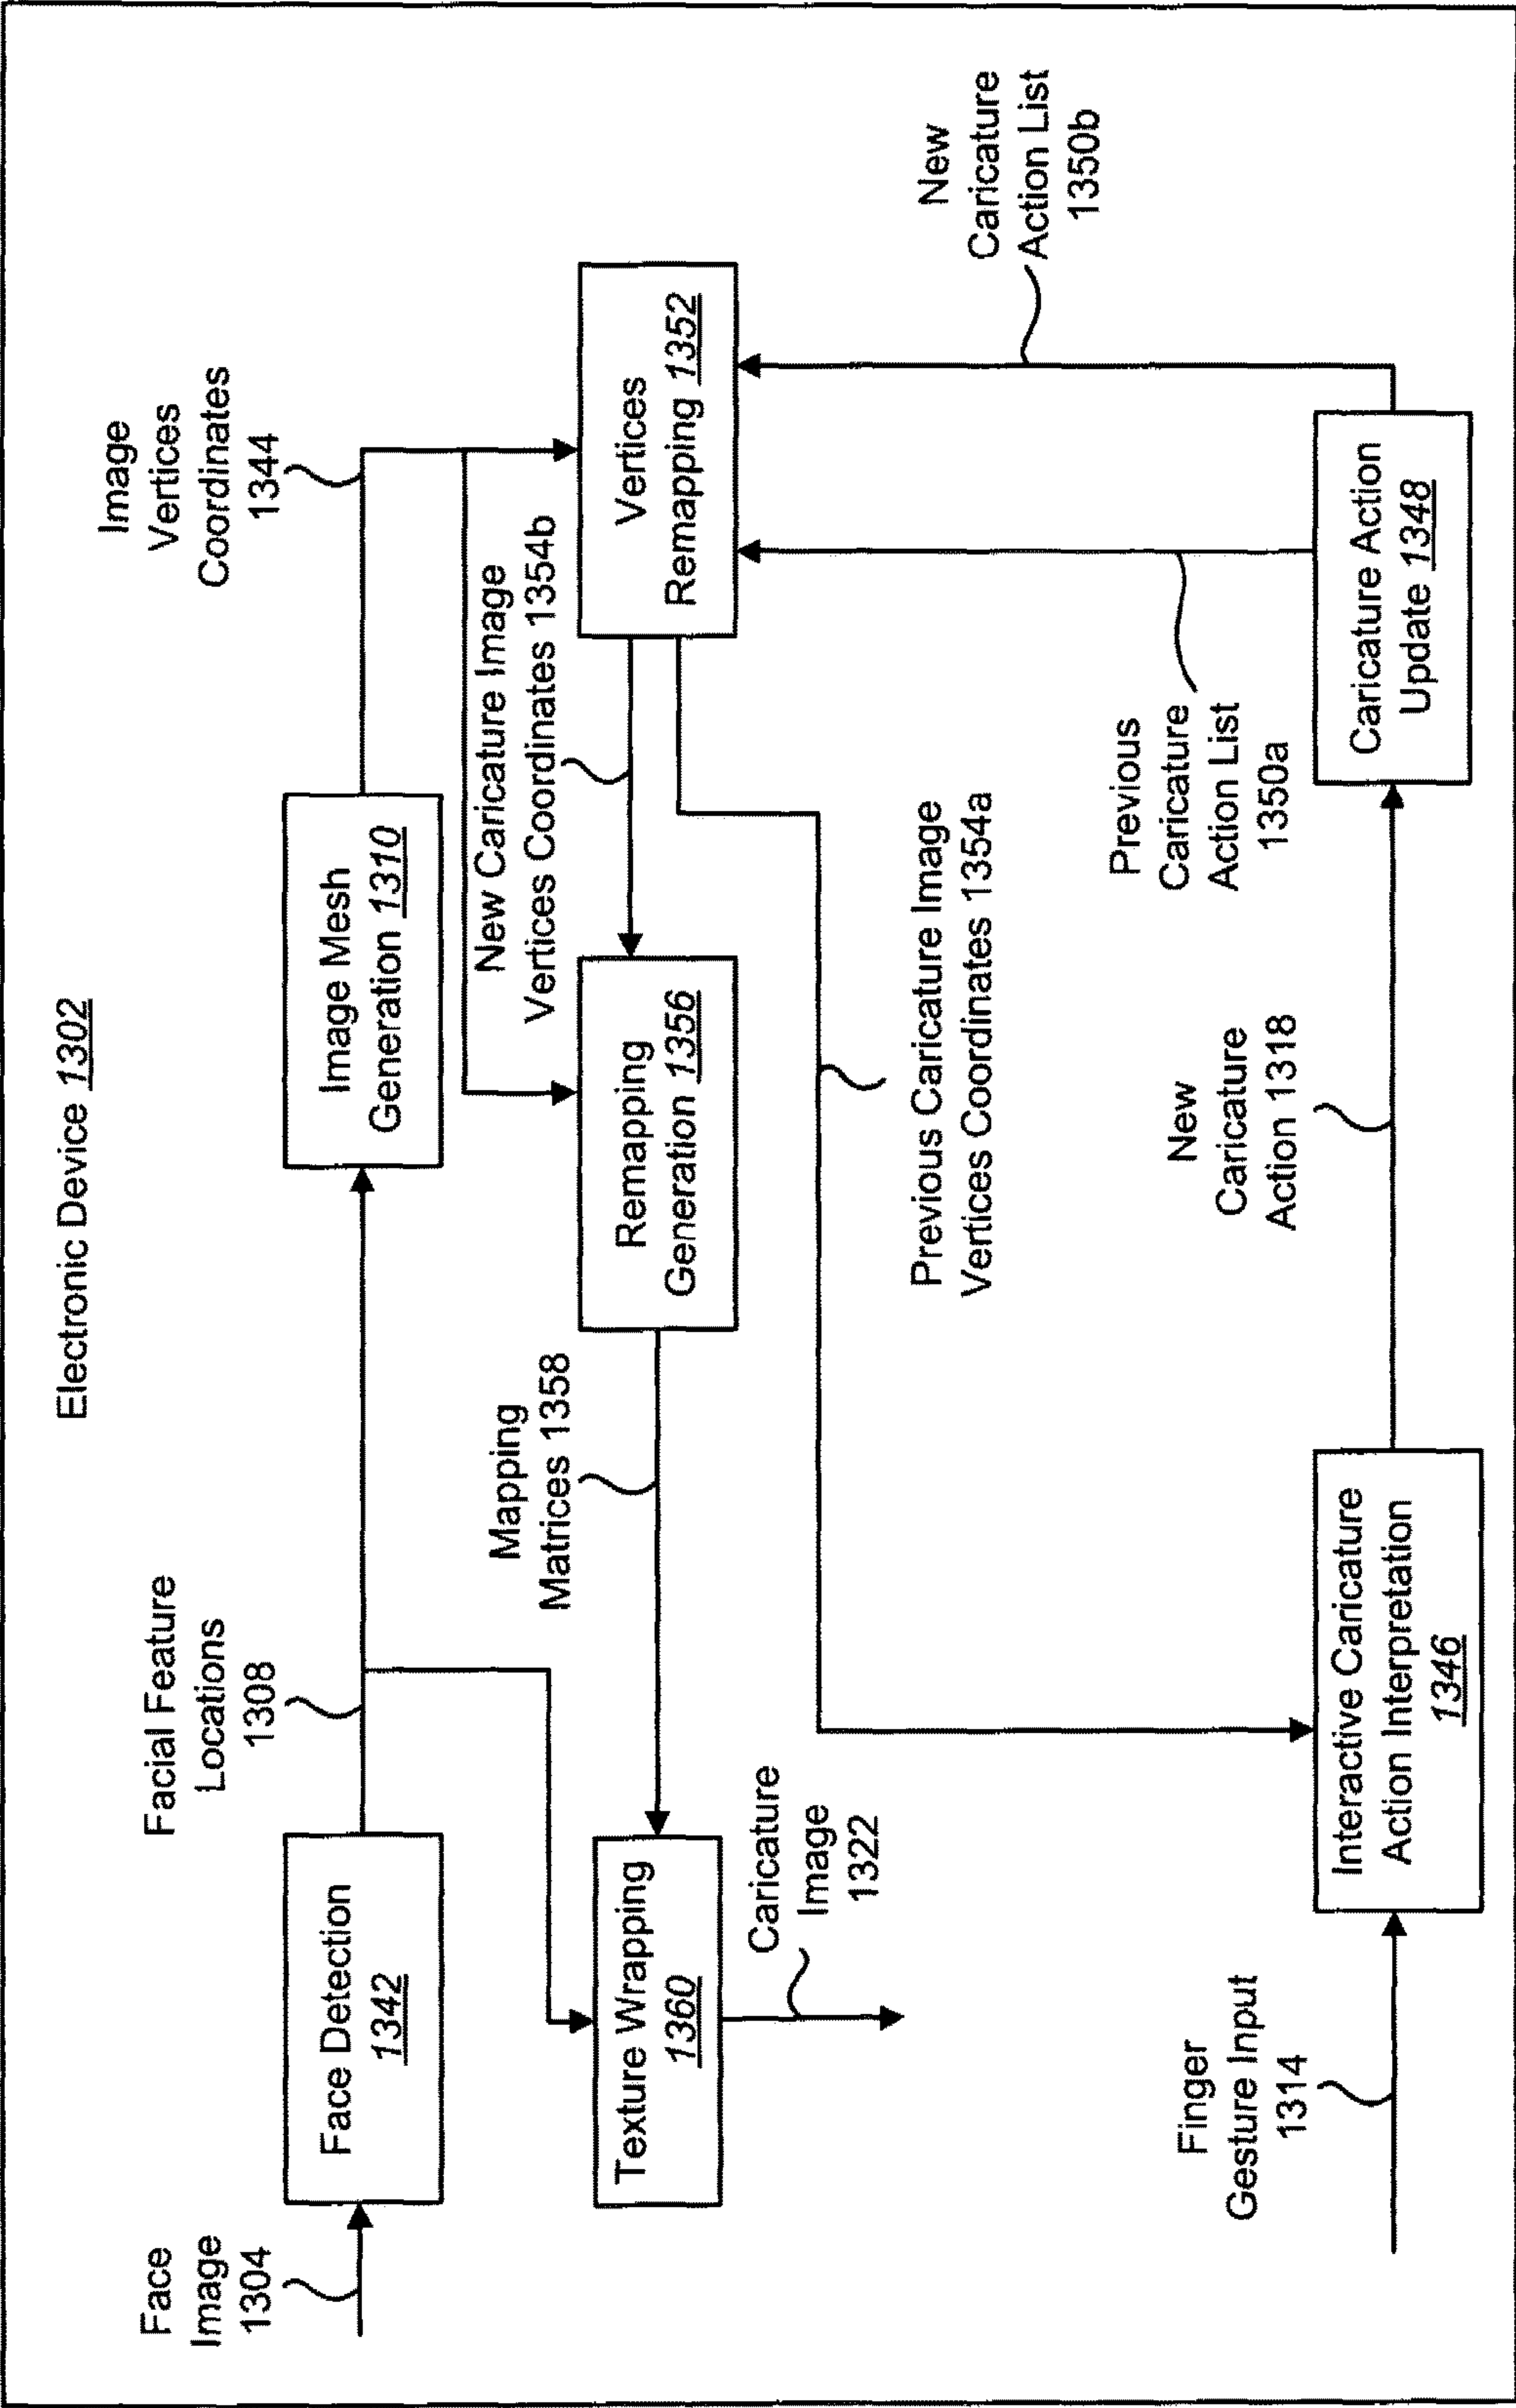 Electronic Device 1302
Face
Image
1304
Face Detection
1342
Facial Feature
Locations
1308
Image Mesh
Generation 1310
Image
Vertices
Coordinates
1344
Texture Wrapping
1360
Caricature
Image
1322
Mapping
Matrices 1358
Remapping
Generation 1356
New Caricature Image
Vertices Coordinates 1354b
Vertices
Remapping 1352
Previous Caricature Image
Vertices Coordinates 1354a
New
Caricature
Action List
1350b
Finger
Gesture Input
1314
Interactive Caricature
Action Interpretation
1346
New
Caricature
Action 1318
Previous
Caricature
Action List
1350a
Caricature Action
Update 1348